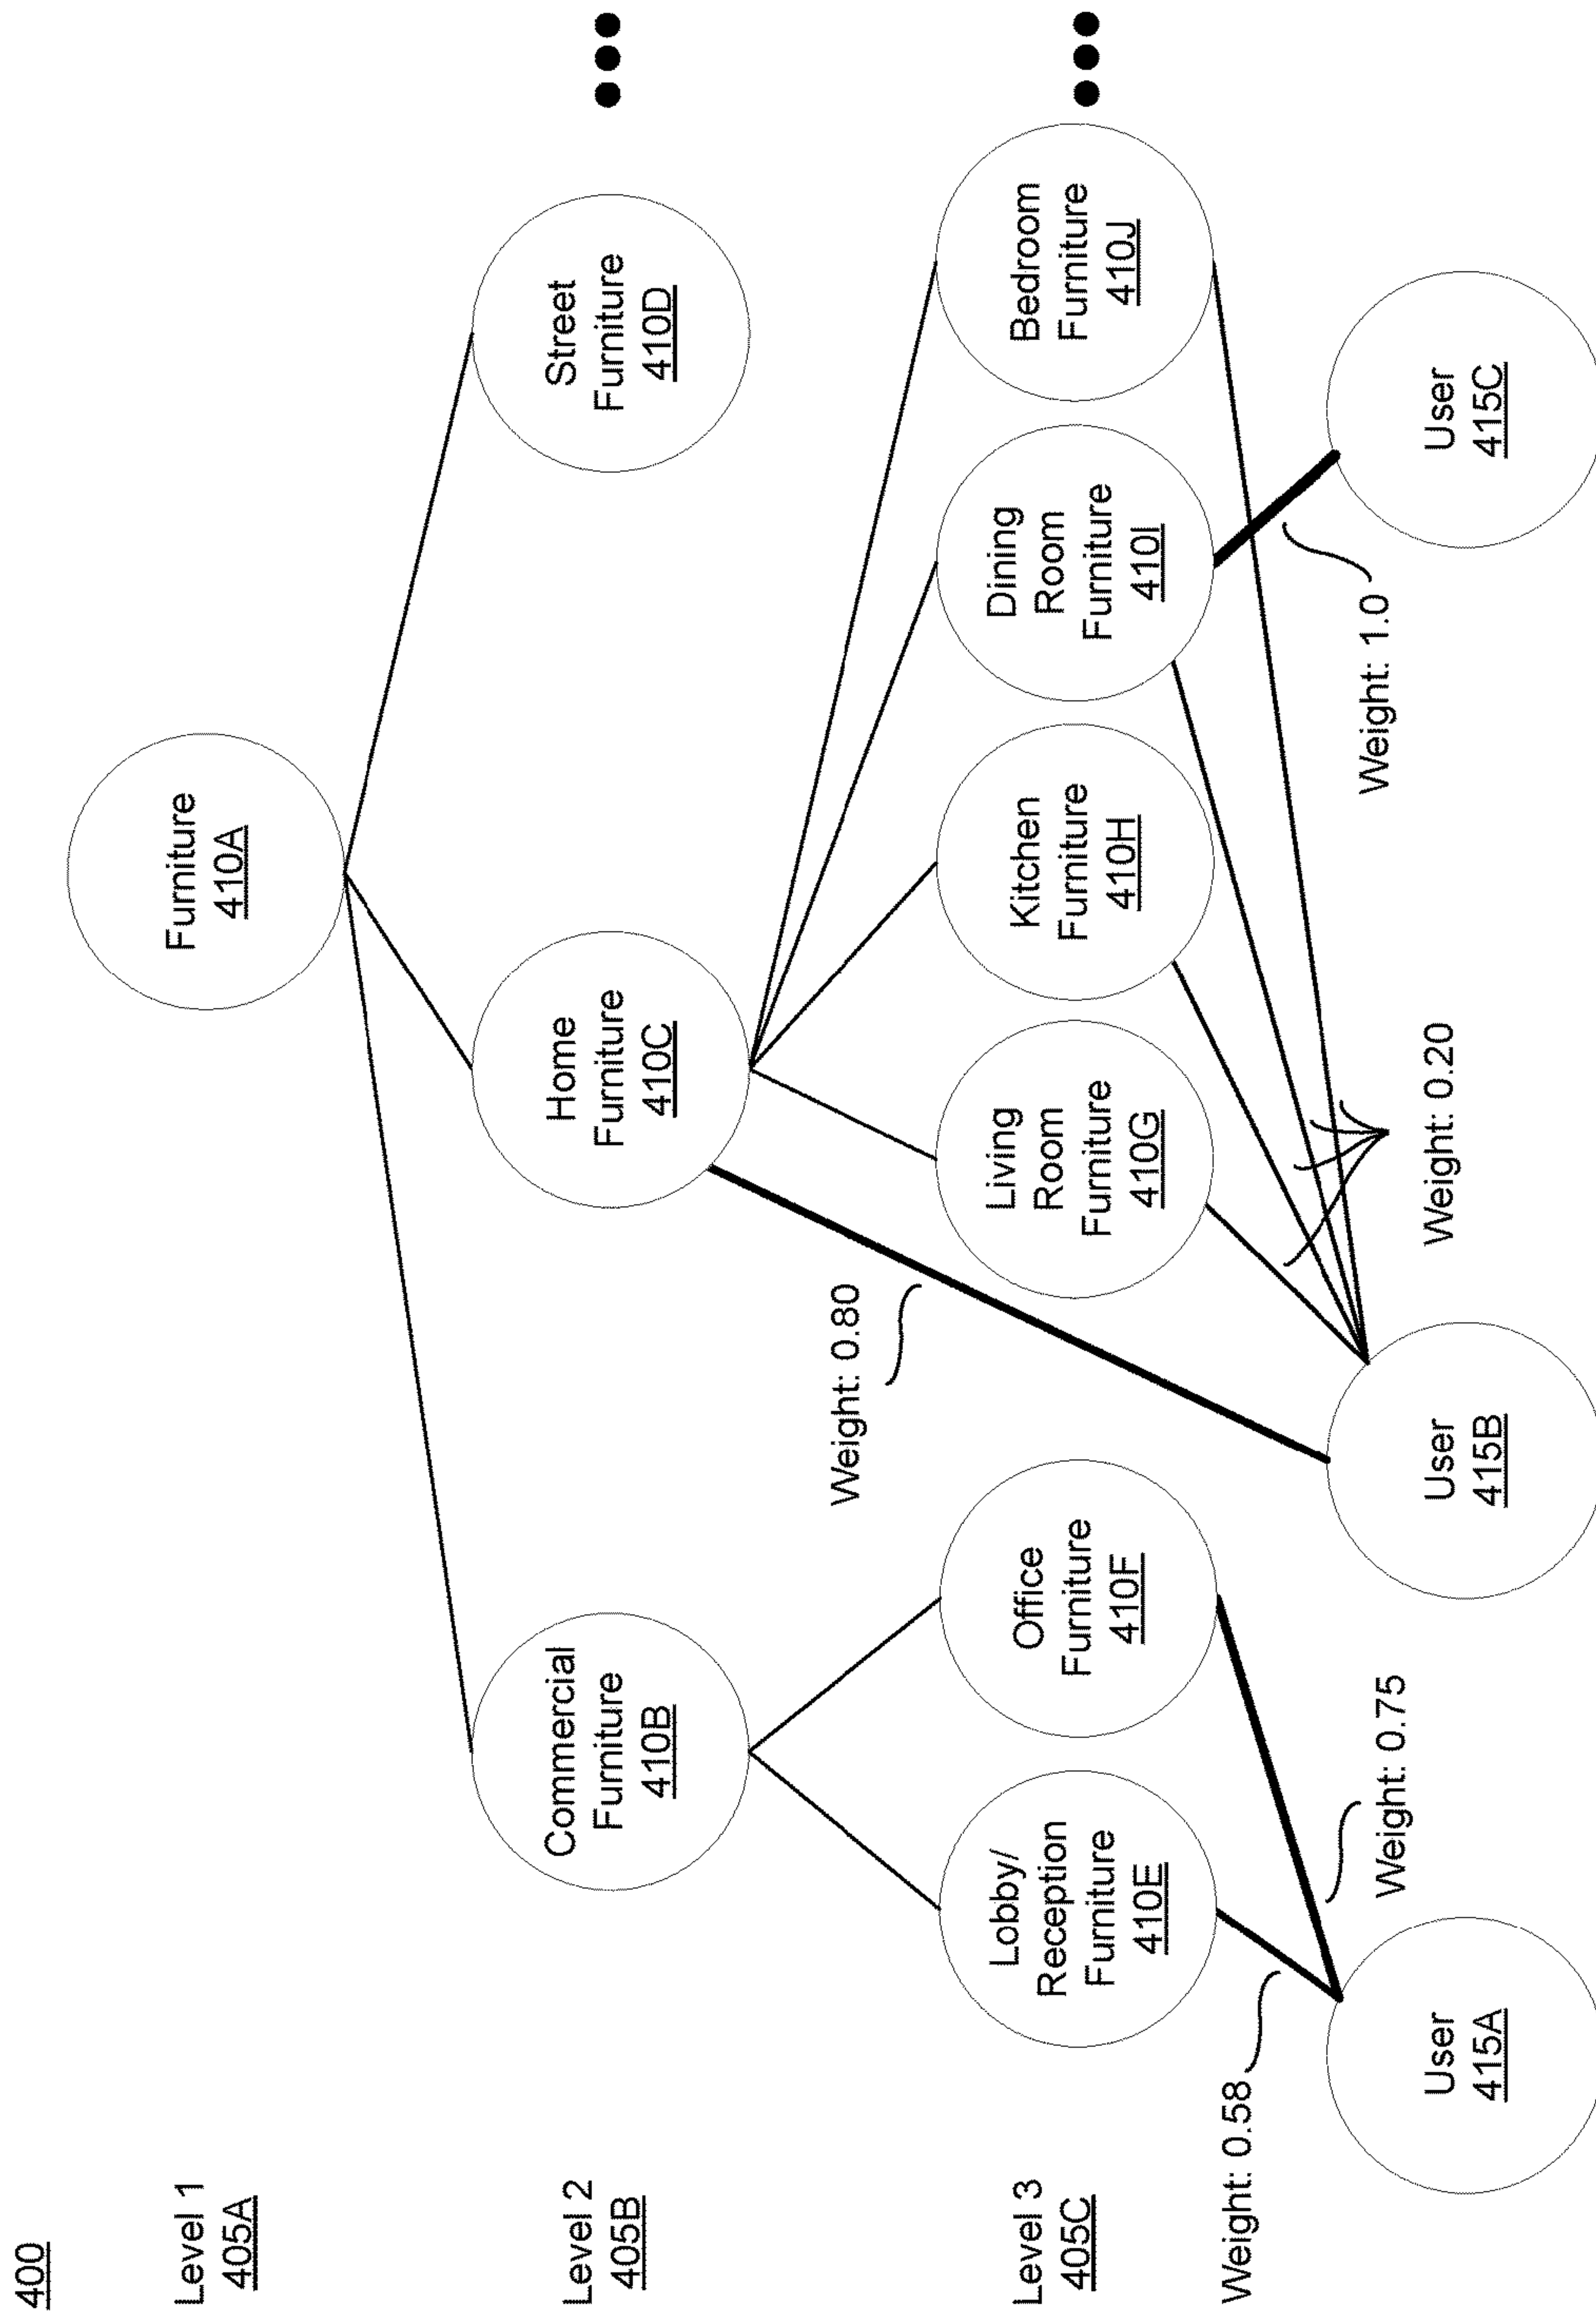 400
Level 1
405A
Furniture
410A
Level 2
405B
Commercial
Furniture
410B
Home
Furniture
410C
Street
Furniture
410D
Weight: 0.80
Level 3
405C
Lobby/
Reception
Furniture
410E
Office
Furniture
410F
Living
Room
Furniture
410G
Kitchen
Furniture
410H
Dining
Room
Furniture
410I
Bedroom
Furniture
410J
Weight: 0.58
Weight: 0.75
Weight: 0.20
Weight: 1.0
User
415A
User
415B
User
415C